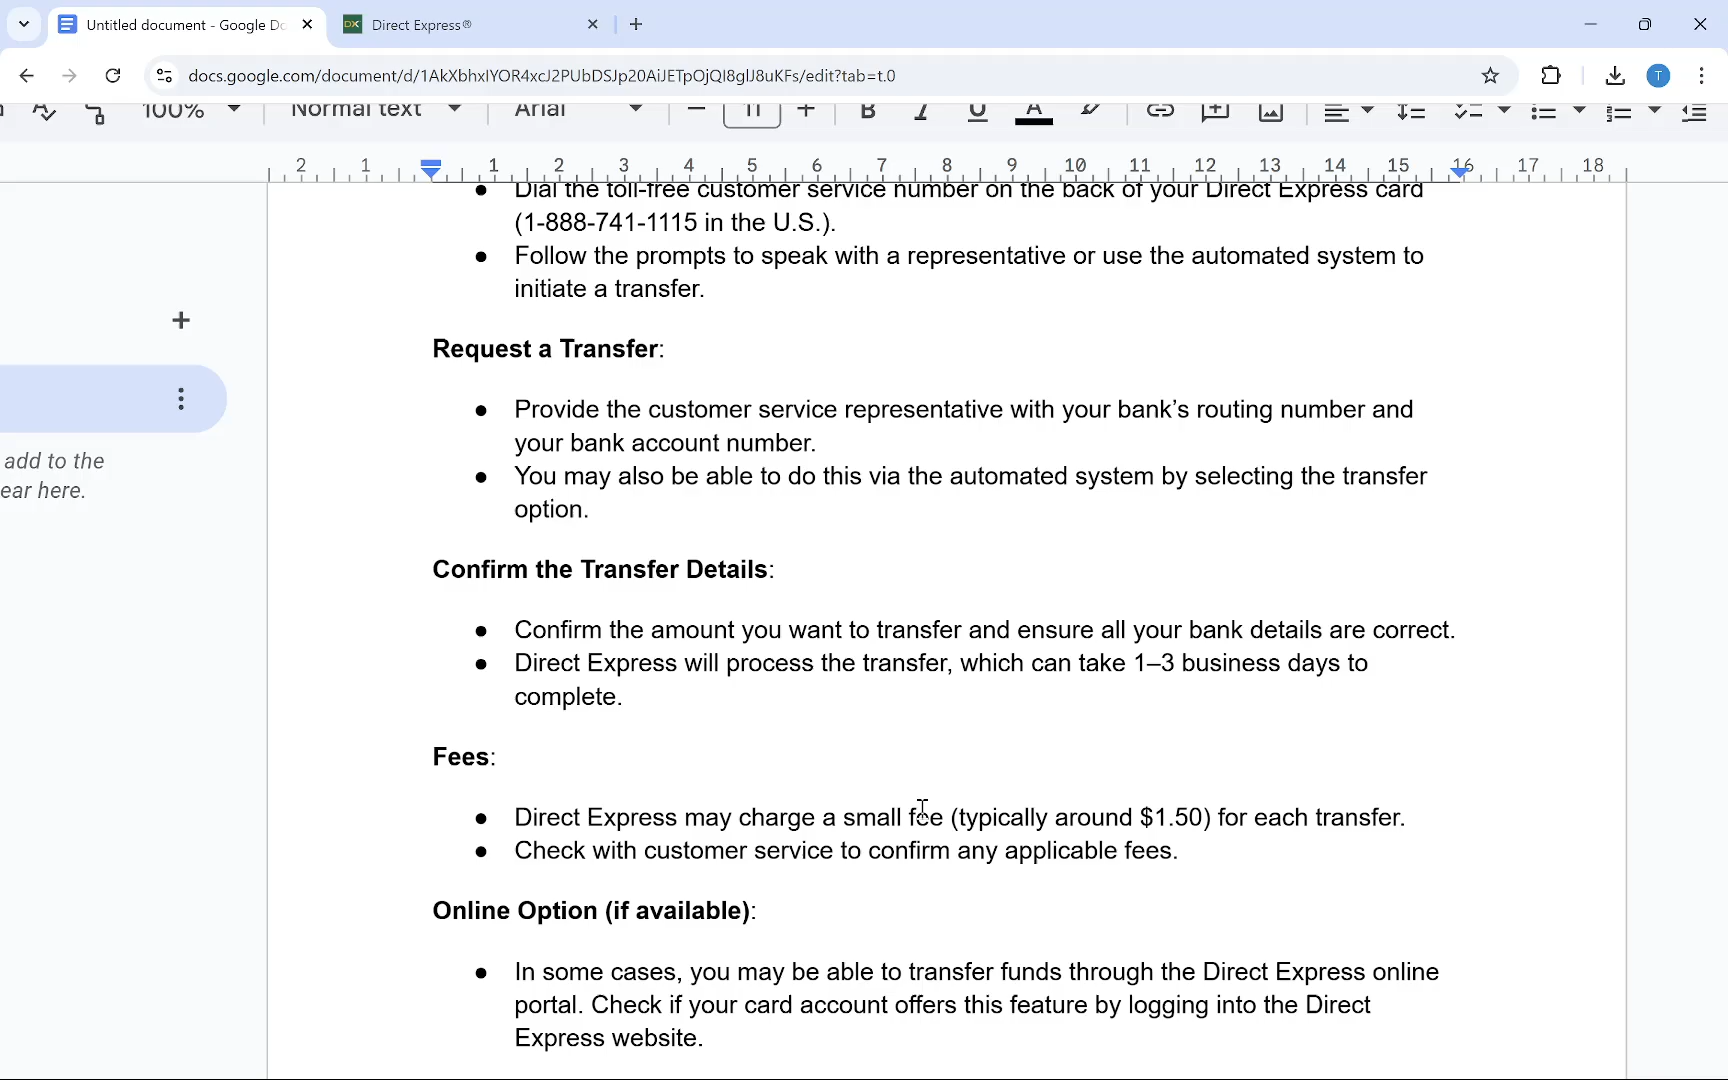 Untitled document - Google Do
Direct Express®
docs.google.com/document/d/1AkXbhxIYOR4xcJ2PUbDSJp20AiJETpOjQI8glJ8uKFs/edit?tab=t.0
T
100% Normal text Arial 11 B I U A
2 1 1 2 3 4 5 6 7 8 9 10 11 12 13 14 15 16 17 18
● Dial the toll-free customer service number on the back of your Direct Express card
(1-888-741-1115 in the U.S.).
● Follow the prompts to speak with a representative or use the automated system to
initiate a transfer.
Request a Transfer:
● Provide the customer service representative with your bank’s routing number and
your bank account number.
● You may also be able to do this via the automated system by selecting the transfer
option.
add to the
ear here.
Confirm the Transfer Details:
● Confirm the amount you want to transfer and ensure all your bank details are correct.
● Direct Express will process the transfer, which can take 1–3 business days to
complete.
Fees:
● Direct Express may charge a small fee (typically around $1.50) for each transfer.
● Check with customer service to confirm any applicable fees.
Online Option (if available):
● In some cases, you may be able to transfer funds through the Direct Express online
portal. Check if your card account offers this feature by logging into the Direct
Express website.